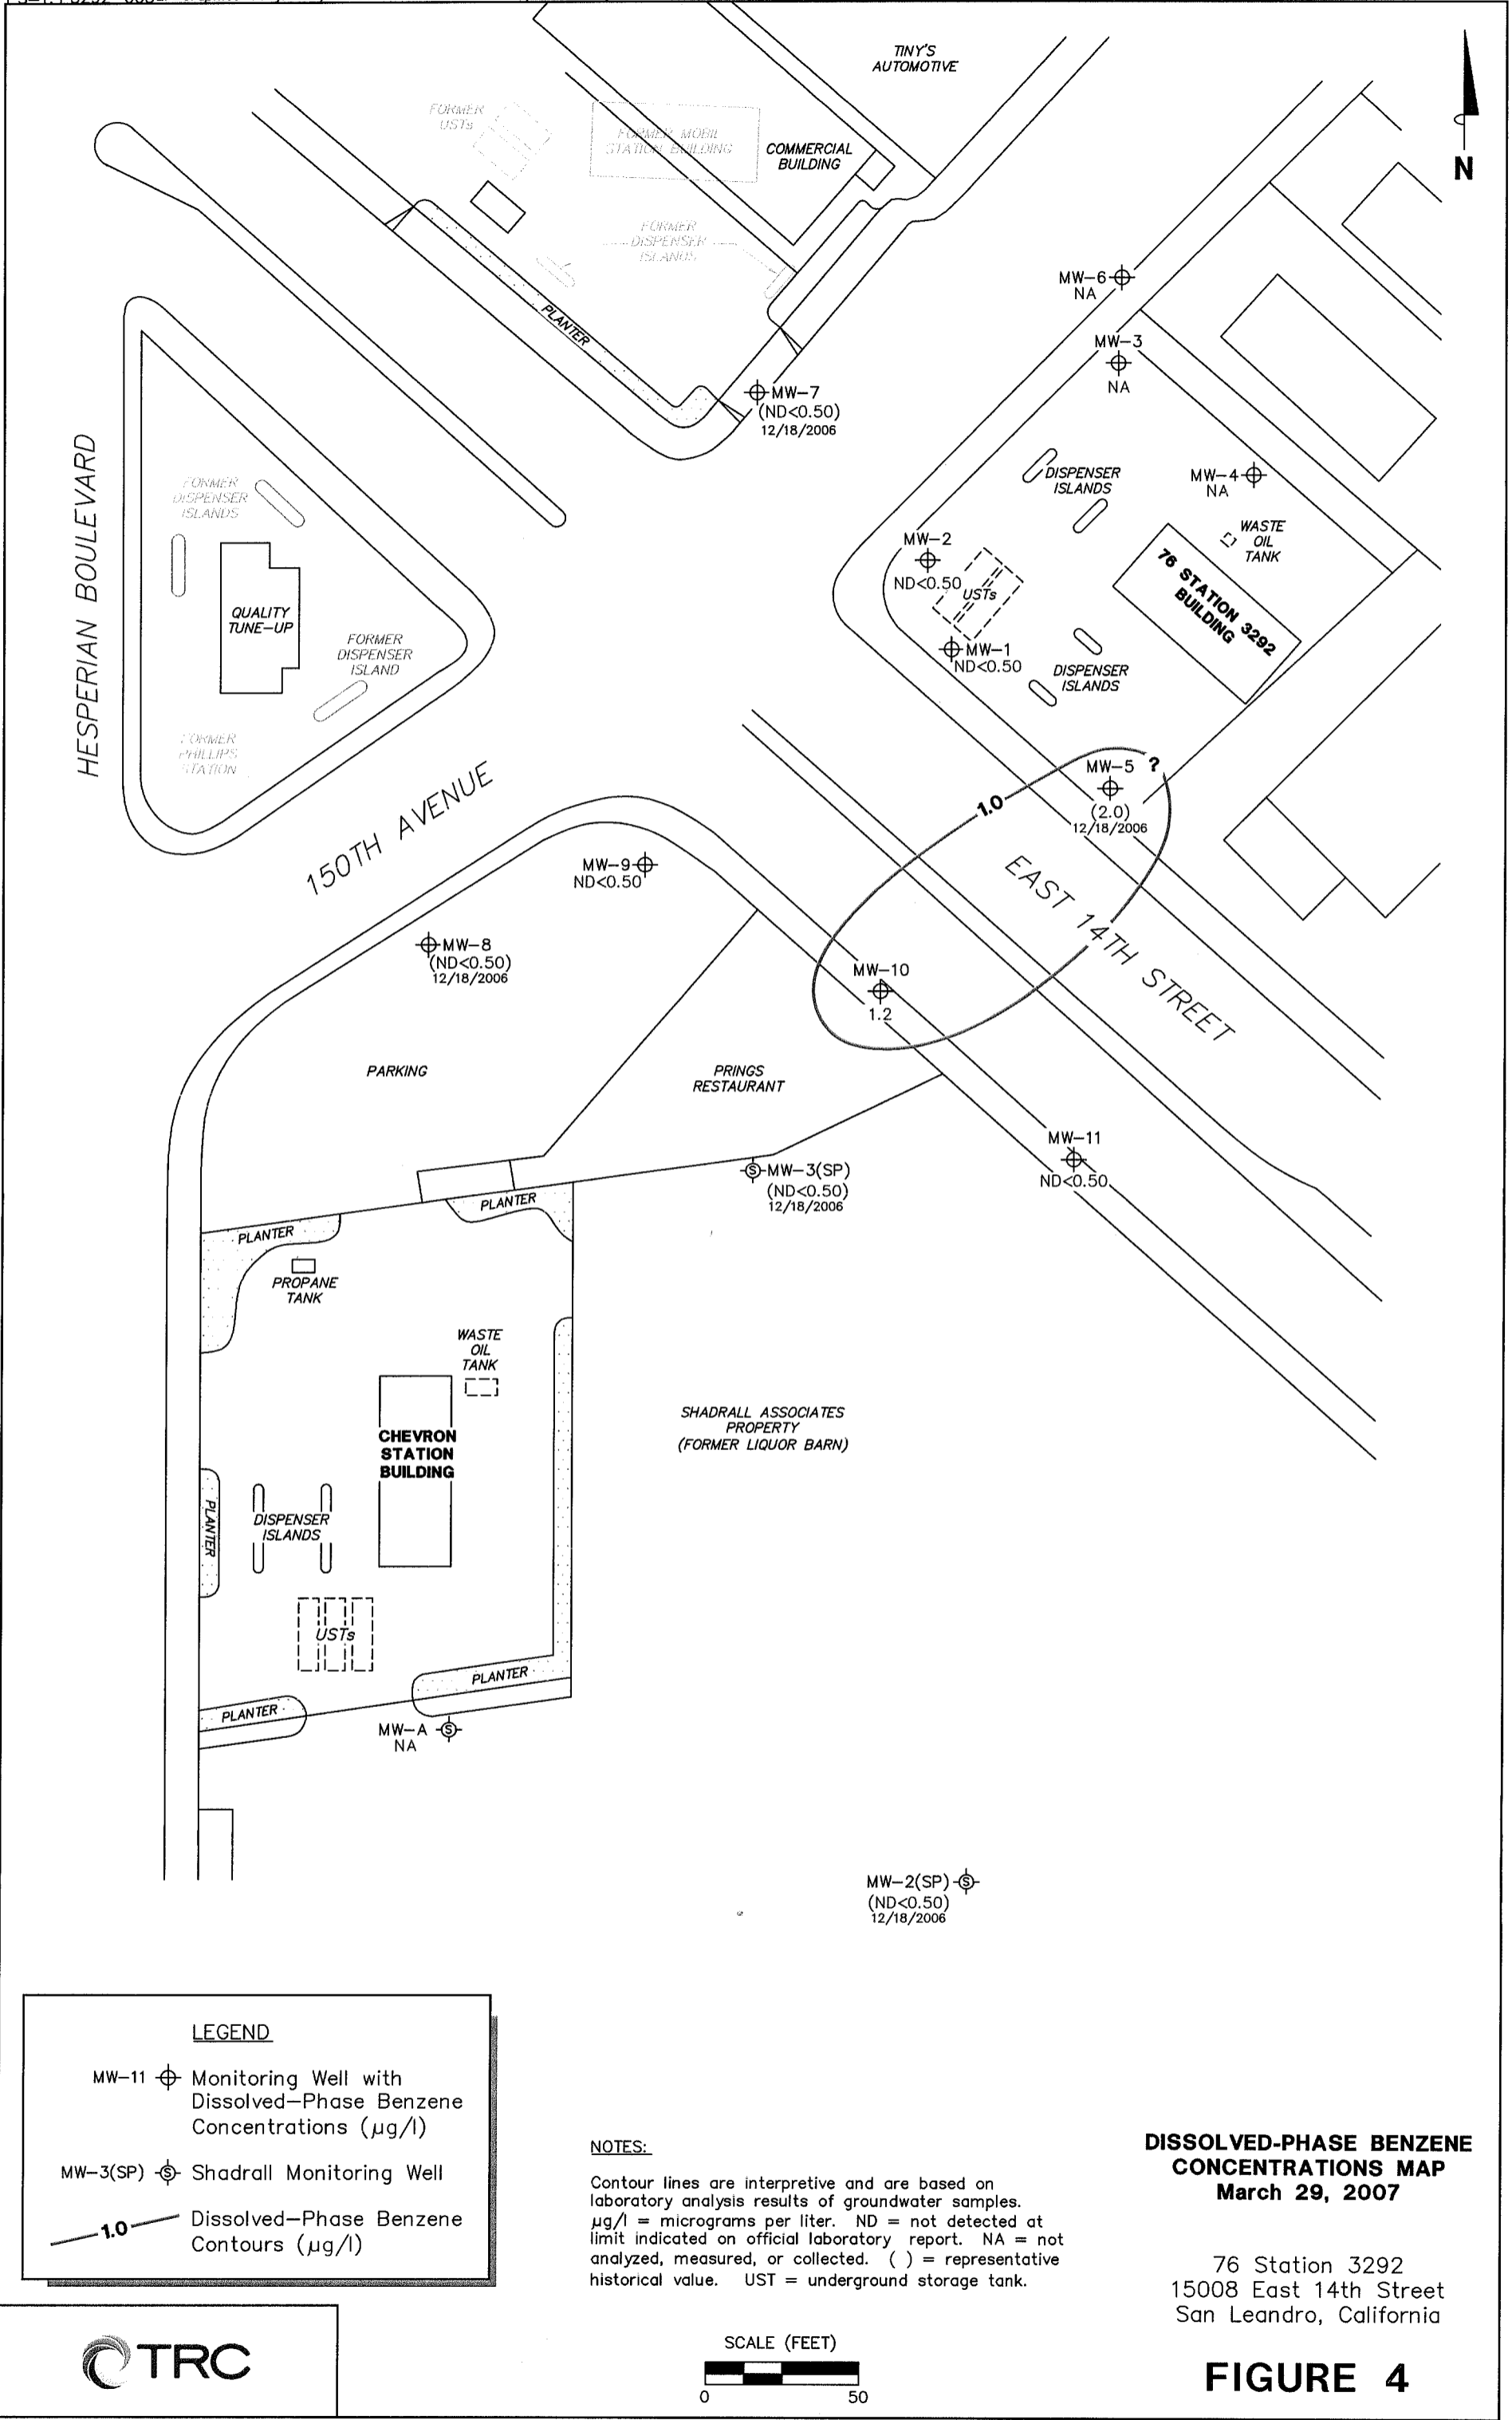 TINY'S
AUTOMOTIVE
N
FORMER
USTs
FORMER MOBIL
STATION BUILDING
COMMERCIAL
BUILDING
FORMER
DISPENSER
ISLANDS
PLANTER
MW-6
NA
MW-3
NA
MW-7
(ND<0.50)
12/18/2006
HESPERIAN BOULEVARD
FORMER
DISPENSER
ISLANDS
QUALITY
TUNE-UP
FORMER
DISPENSER
ISLAND
FORMER
PHILLIPS
STATION
DISPENSER
ISLANDS
MW-4
NA
WASTE
OIL
TANK
MW-2
ND<0.50
USTs
76 STATION 3292
BUILDING
MW-1
ND<0.50
DISPENSER
ISLANDS
150TH AVENUE
MW-5 ?
(2.0)
12/18/2006
1.0
EAST 14TH STREET
MW-9
ND<0.50
MW-8
(ND<0.50)
12/18/2006
MW-10
1.2
PARKING
PRINGS
RESTAURANT
MW-11
ND<0.50
S MW-3(SP)
(ND<0.50)
12/18/2006
PLANTER
PLANTER
PROPANE
TANK
WASTE
OIL
TANK
CHEVRON
STATION
BUILDING
SHADRALL ASSOCIATES
PROPERTY
(FORMER LIQUOR BARN)
PLANTER
DISPENSER
ISLANDS
USTs
PLANTER
PLANTER
MW-A S
NA
MW-2(SP) S
(ND<0.50)
12/18/2006
LEGEND
MW-11 Monitoring Well with
Dissolved-Phase Benzene
Concentrations (µg/l)
MW-3(SP) S Shadrall Monitoring Well
1.0 Dissolved-Phase Benzene
Contours (µg/l)
NOTES:
Contour lines are interpretive and are based on
laboratory analysis results of groundwater samples.
µg/l = micrograms per liter. ND = not detected at
limit indicated on official laboratory report. NA = not
analyzed, measured, or collected. ( ) = representative
historical value. UST = underground storage tank.
DISSOLVED-PHASE BENZENE
CONCENTRATIONS MAP
March 29, 2007
76 Station 3292
15008 East 14th Street
San Leandro, California
TRC
SCALE (FEET)
0 50
FIGURE 4